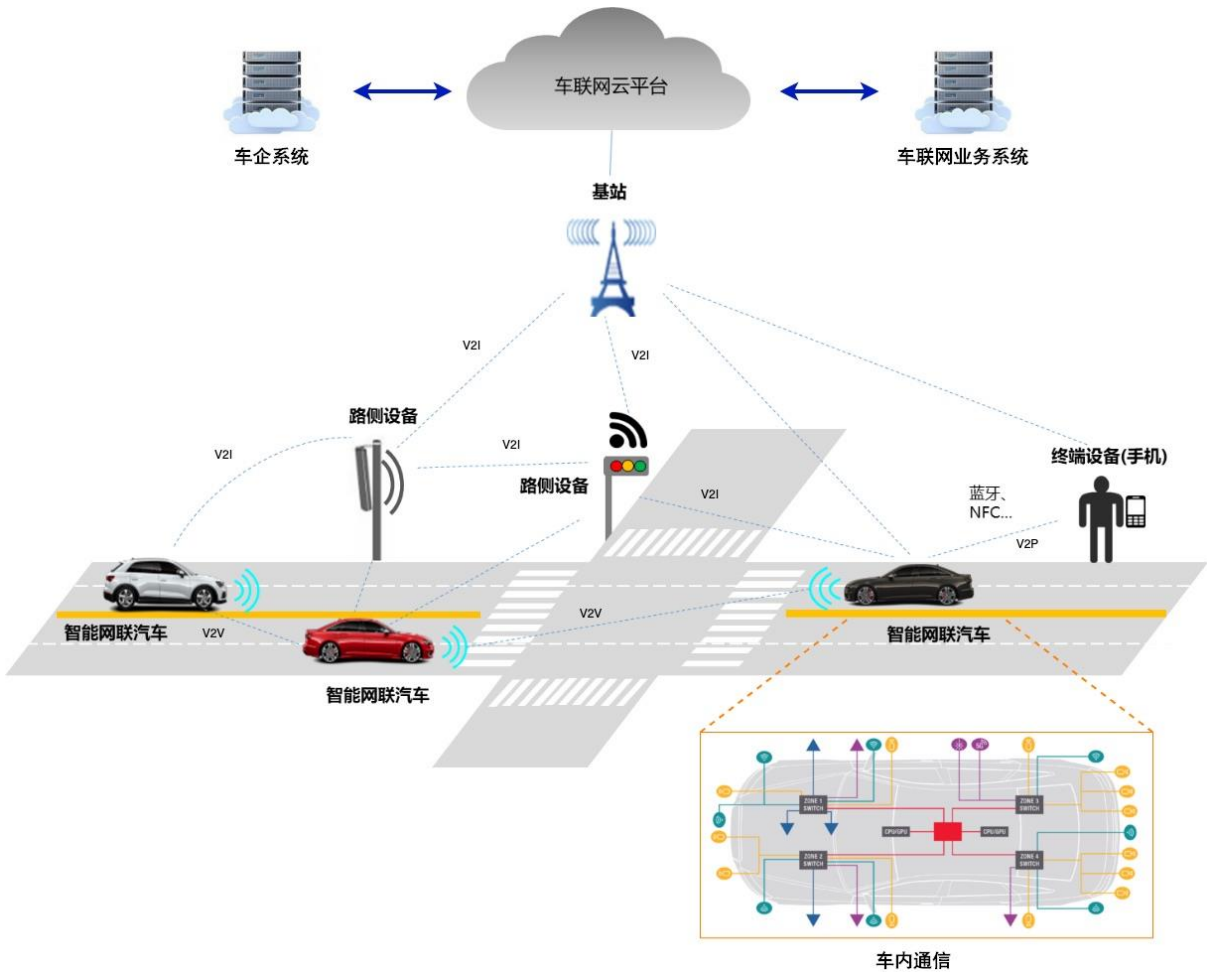 车联网云平台
车企系统
车联网业务系统
基站
V2I
V2I
路侧设备
V2I
V2I
路侧设备
V2I
终端设备(手机)
蓝牙、
NFC...
V2P
智能网联汽车
V2V
V2V
智能网联汽车
智能网联汽车
ZONE 1
SWITCH
ZONE 3
SWITCH
CPU/GPU
CPU/GPU
ZONE 2
SWITCH
ZONE 4
SWITCH
车内通信